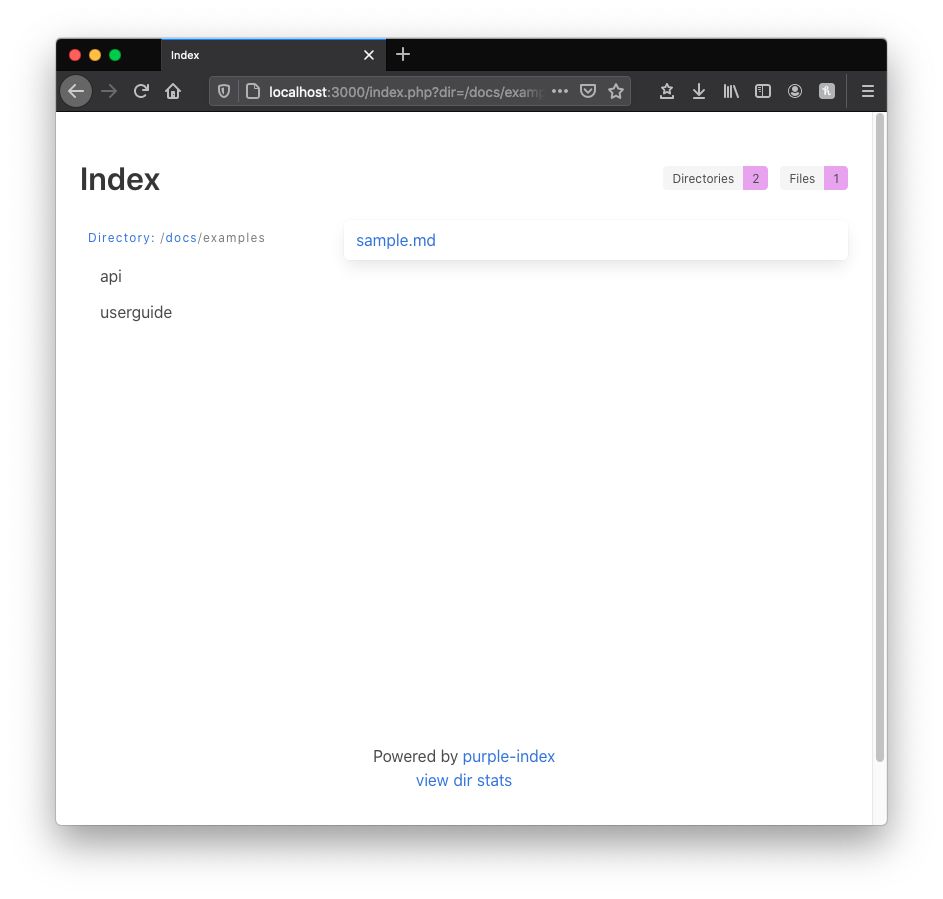 Index
localhost:3000/index.php?dir=/docs/exam
Index
Directories 2 Files 1
Directory: /docs/examples
sample.md
api
userguide
Powered by purple-index
view dir stats